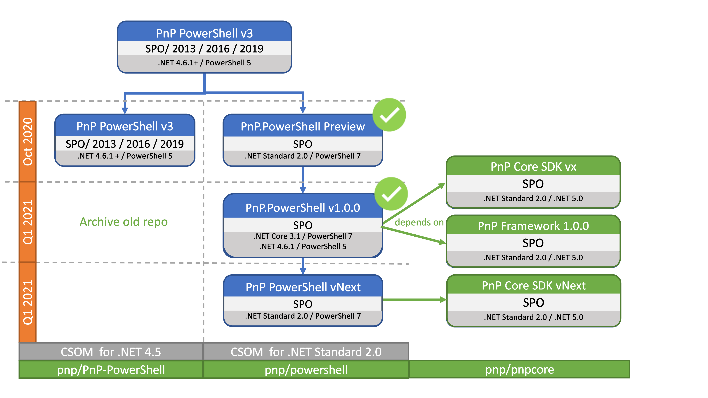 PnP PowerShell v3
SPO/ 2013 / 2016 / 2019
.NET 4.6.1+ / PowerShell 5
Oct 2020
PnP PowerShell v3
SPO/ 2013 / 2016 / 2019
.NET 4.6.1 + / PowerShell 5
PnP.PowerShell Preview
SPO
.NET Standard 2.0 / PowerShell 7
PnP Core SDK vx
SPO
.NET Standard 2.0 / .NET 5.0
Q1 2021
Archive old repo
PnP.PowerShell v1.0.0
SPO
.NET Core 3.1 / PowerShell 7
.NET 4.6.1 / PowerShell 5
depends on
PnP Framework 1.0.0
SPO
.NET Standard 2.0 / .NET 5.0
Q1 2021
PnP PowerShell vNext
SPO
.NET Standard 2.0 / PowerShell 7
PnP Core SDK vNext
SPO
.NET Standard 2.0 / .NET 5.0
CSOM for .NET 4.5
CSOM for .NET Standard 2.0
pnp/PnP-PowerShell
pnp/powershell
pnp/pnpcore